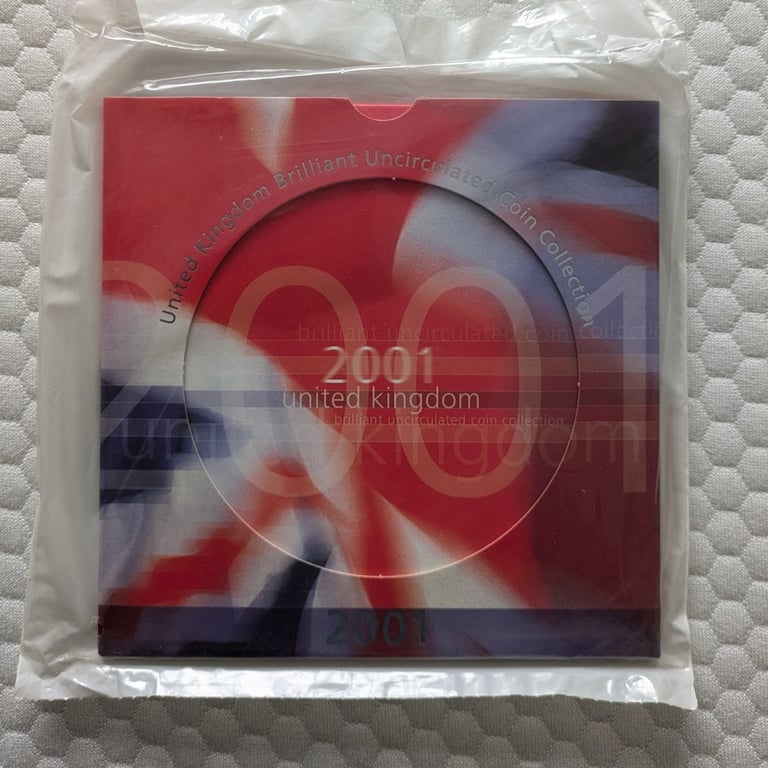 United Kingdom Brilliant Uncirculated Coin Collection
2001
brilliant uncirculated coin collectio
2001
united kingdom
brilliant uncirculated coin collection
united kingdom
2001